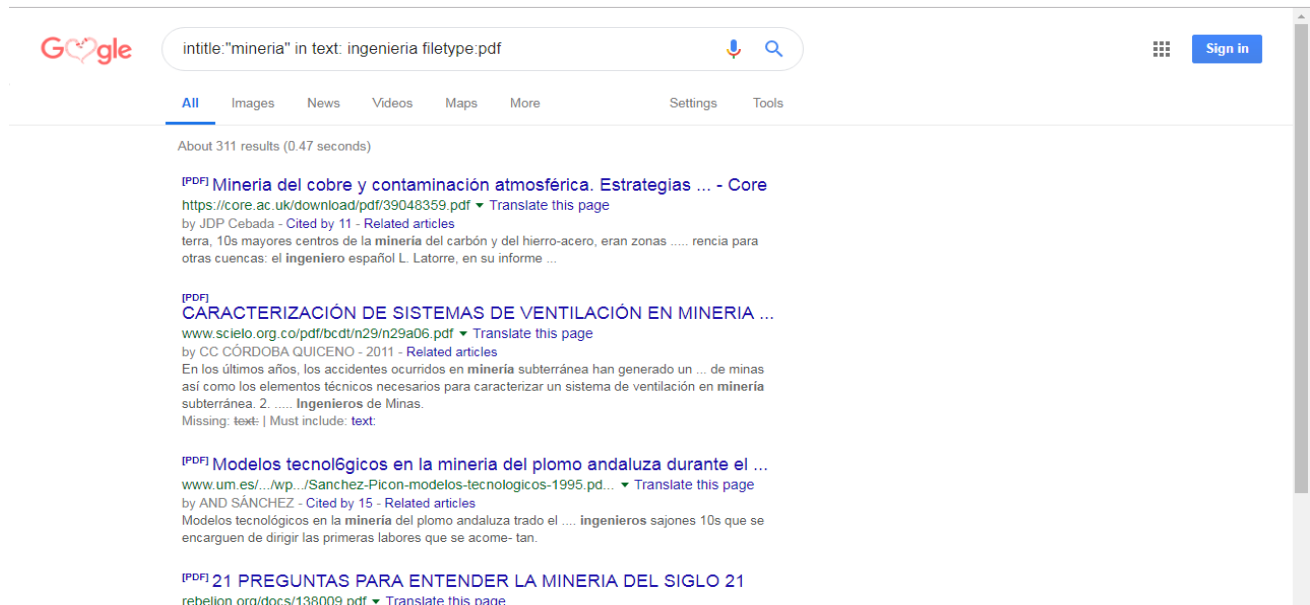 Google
intitle:"mineria" in text: ingenieria filetype:pdf
Sign in
All Images News Videos Maps More Settings Tools
About 311 results (0.47 seconds)
[PDF] Mineria del cobre y contaminación atmosférica. Estrategias ... - Core
https://core.ac.uk/download/pdf/39048359.pdf ▾ Translate this page
by JDP Cebada - Cited by 11 - Related articles
terra, 10s mayores centros de la minería del carbón y del hierro-acero, eran zonas ..... rencia para
otras cuencas: el ingeniero español L. Latorre, en su informe ...
[PDF]
CARACTERIZACIÓN DE SISTEMAS DE VENTILACIÓN EN MINERIA ...
www.scielo.org.co/pdf/bcdt/n29/n29a06.pdf ▾ Translate this page
by CC CÓRDOBA QUICENO - 2011 - Related articles
En los últimos años, los accidentes ocurridos en minería subterránea han generado un ... de minas
así como los elementos técnicos necesarios para caracterizar un sistema de ventilación en minería
subterránea. 2. ..... Ingenieros de Minas.
Missing: text: | Must include: text:
[PDF] Modelos tecnol6gicos en la mineria del plomo andaluza durante el ...
www.um.es/.../wp.../Sanchez-Picon-modelos-tecnologicos-1995.pd... ▾ Translate this page
by AND SÁNCHEZ - Cited by 15 - Related articles
Modelos tecnológicos en la minería del plomo andaluza trado el .... ingenieros sajones 10s que se
encarguen de dirigir las primeras labores que se acome- tan.
[PDF] 21 PREGUNTAS PARA ENTENDER LA MINERIA DEL SIGLO 21
rebelion.org/docs/138009.pdf ▾ Translate this page